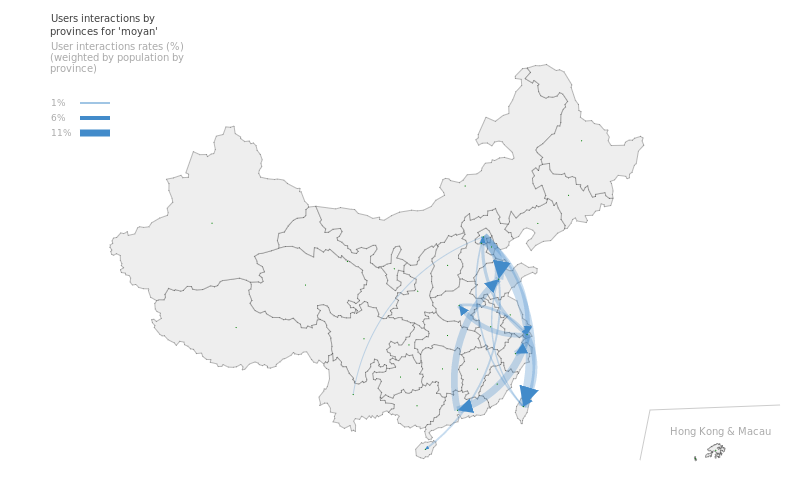 Users interactions by
provinces for 'moyan'
User interactions rates (%)
(weighted by population by
province)
1%
6%
11%
Hong Kong & Macau